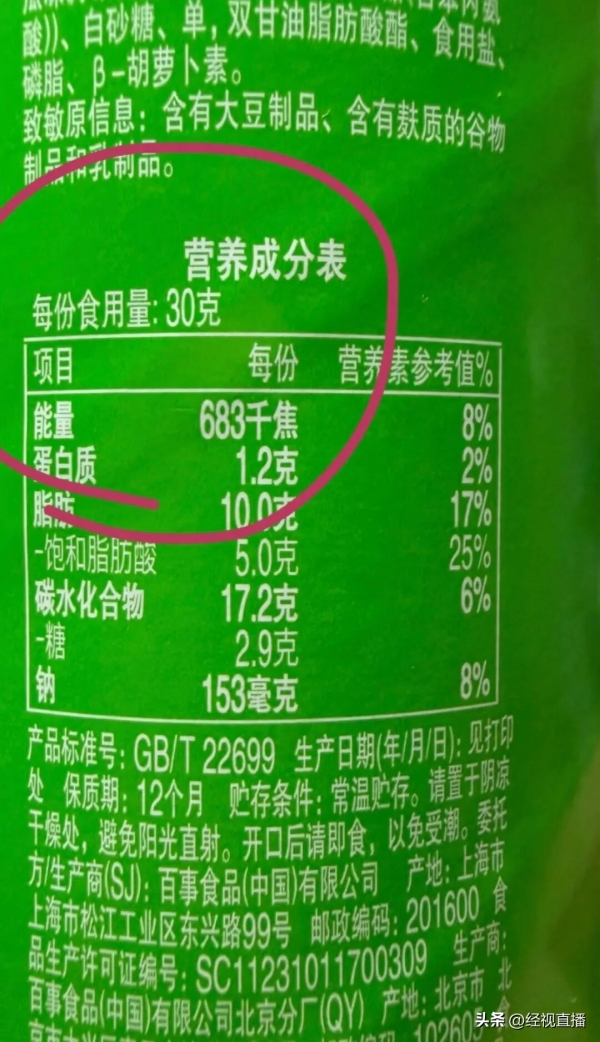 酸))、白砂糖、单，双甘油脂肪酸酯、食用盐、
磷脂、β-胡萝卜素。
致敏原信息：含有大豆制品、含有麸质的谷物
制品和乳制品。
营养成分表
每份食用量: 30克
项目 每份 营养素参考值%
能量 683千焦 8%
蛋白质 1.2克 2%
脂肪 10.0克 17%
-饱和脂肪酸 5.0克 25%
碳水化合物 17.2克 6%
-糖 2.9克
钠 153毫克 8%
产品标准号: GB/T 22699 生产日期(年/月/日): 见打印
处 保质期: 12个月 贮存条件: 常温贮存。请置于阴凉
干燥处，避免阳光直射。开口后请即食，以免受潮。委托
方/生产商(SJ): 百事食品(中国)有限公司 产地: 上海市
上海市松江工业区东兴路99号 邮政编码: 201600 食
品生产许可证编号: SC11231011700309 生产商:
百事食品(中国)有限公司北京分厂(QY) 产地: 北京市 北
头条 @经视直播